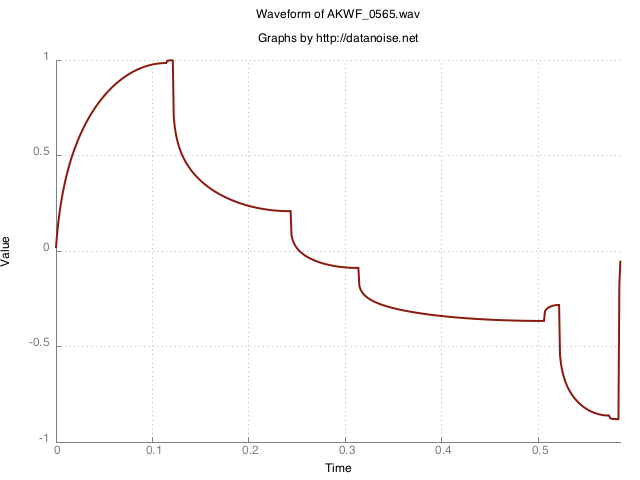 Waveform of AKWF_0565.wav
Graphs by http://datanoise.net
1
0.5
0
-0.5
-1
Value
0 0.1 0.2 0.3 0.4 0.5
Time